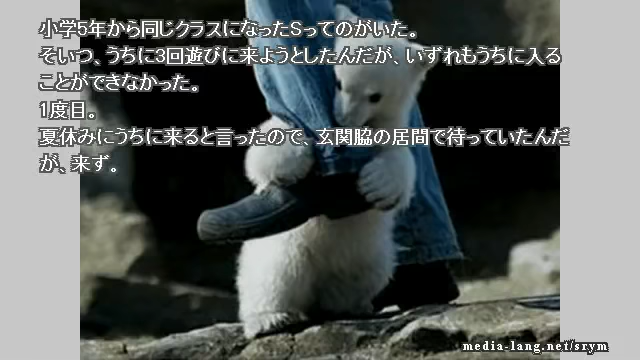 小学5年から同じクラスになったSってのがいた。
そいつ、うちに3回遊びに来ようとしたんだが、いずれもうちに入る
ことができなかった。
1度目。
夏休みにうちに来ると言ったので、玄関脇の居間で待っていたんだ
が、来ず。
media-lang.net/srym